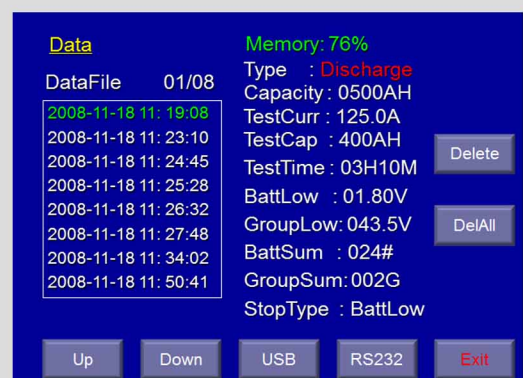 Data
DataFile 01/08
2008-11-18 11: 19:08
2008-11-18 11: 23:10
2008-11-18 11: 24:45
2008-11-18 11: 25:28
2008-11-18 11: 26:32
2008-11-18 11: 27:48
2008-11-18 11: 34:02
2008-11-18 11: 50:41
Memory: 76%
Type : Discharge
Capacity : 0500AH
TestCurr : 125.0A
TestCap : 400AH
TestTime : 03H10M
BattLow : 01.80V
GroupLow: 043.5V
BattSum : 024#
GroupSum: 002G
StopType : BattLow
Delete
DelAll
Up
Down
USB
RS232
Exit